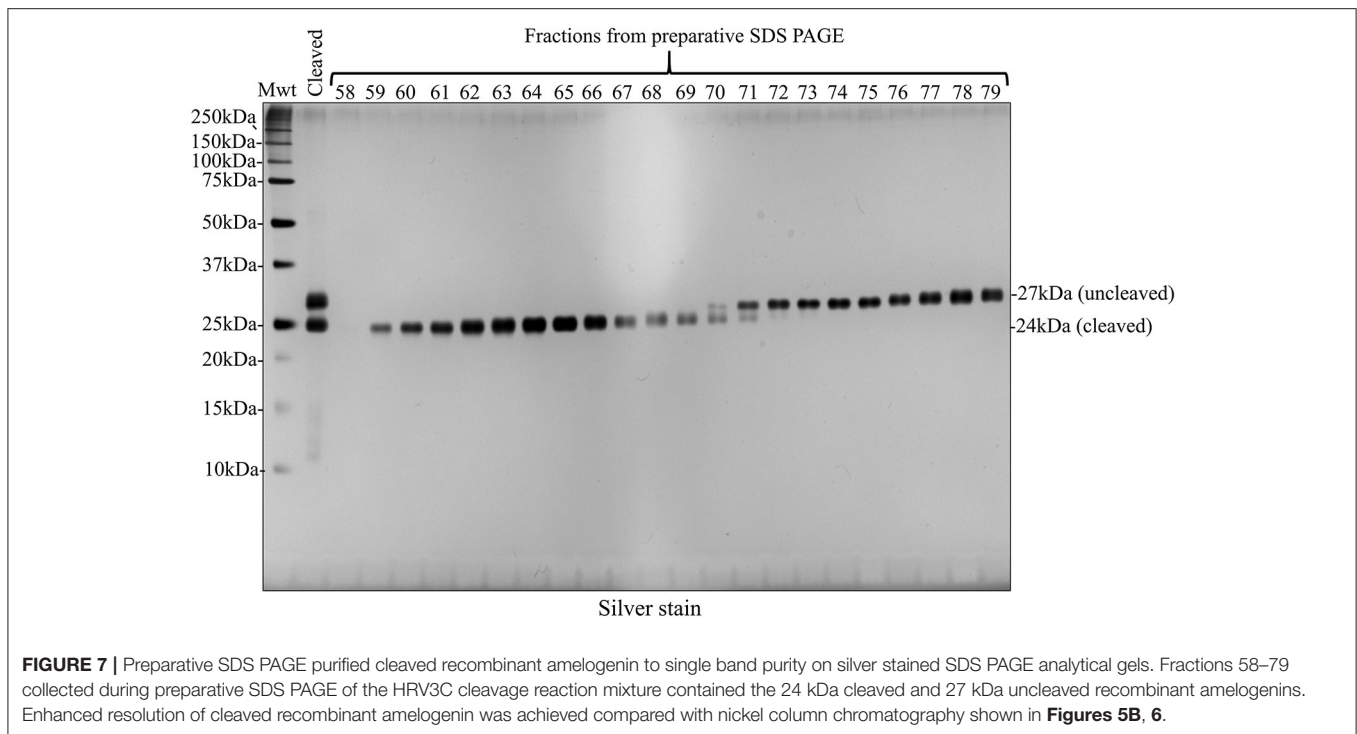 Fractions from preparative SDS PAGE
Cleaved
Mwt 58 59 60 61 62 63 64 65 66 67 68 69 70 71 72 73 74 75 76 77 78 79
250kDa
150kDa-
100kDa-
75kDa-
50kDa-
37kDa-
25kDa-
20kDa-
15kDa-
10kDa-
-27kDa (uncleaved)
-24kDa (cleaved)
Silver stain
FIGURE 7 | Preparative SDS PAGE purified cleaved recombinant amelogenin to single band purity on silver stained SDS PAGE analytical gels. Fractions 58–79
collected during preparative SDS PAGE of the HRV3C cleavage reaction mixture contained the 24 kDa cleaved and 27 kDa uncleaved recombinant amelogenins.
Enhanced resolution of cleaved recombinant amelogenin was achieved compared with nickel column chromatography shown in Figures 5B, 6.